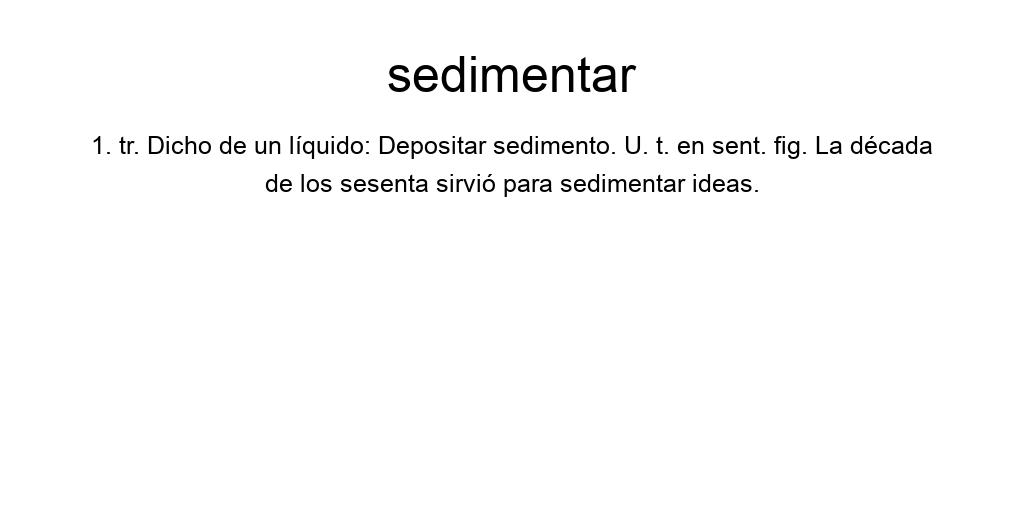 sedimentar
1. tr. Dicho de un líquido: Depositar sedimento. U. t. en sent. fig. La década
de los sesenta sirvió para sedimentar ideas.